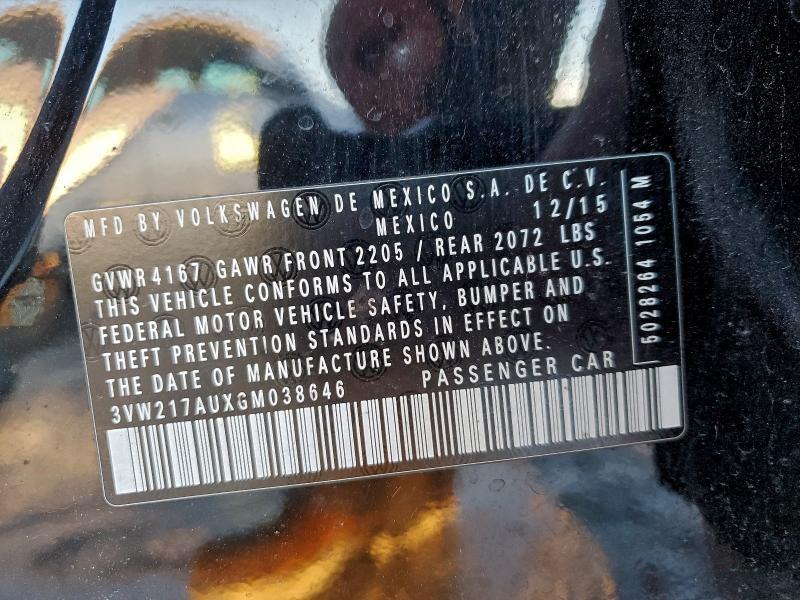 MFD BY VOLKSWAGEN DE MEXICO S.A. DE C.V.
MEXICO 12/15
GVWR 4167 GAWR FRONT 2205 / REAR 2072 LBS
THIS VEHICLE CONFORMS TO ALL APPLICABLE U.S.
FEDERAL MOTOR VEHICLE SAFETY, BUMPER AND
THEFT PREVENTION STANDARDS IN EFFECT ON
THE DATE OF MANUFACTURE SHOWN ABOVE.
3VW217AUXGM038646 PASSENGER CAR
5028264 1054 M